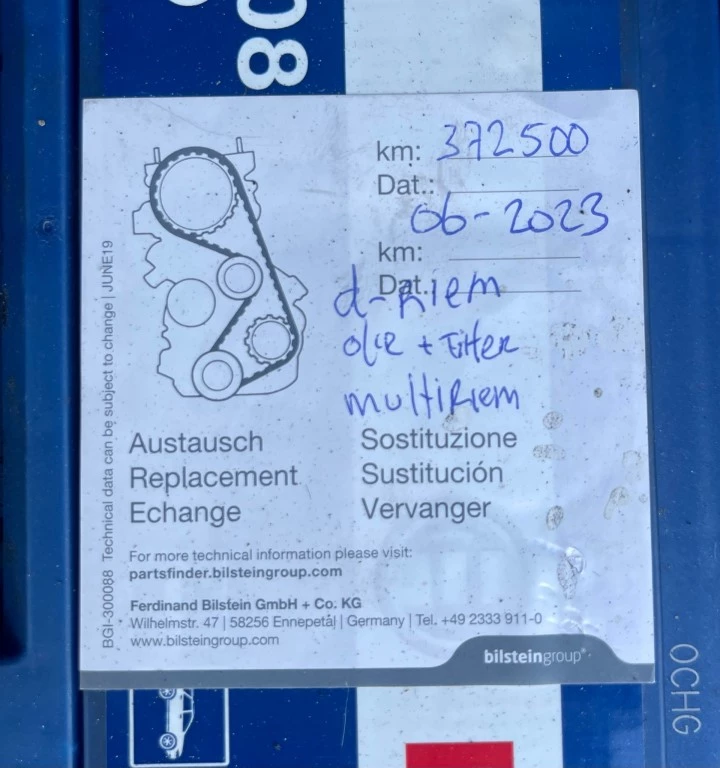 80
km: 372500
Dat.:
06-2023
km:
Dat.:
d-Riem
olie + Filter
multiRiem
Austausch
Replacement
Echange
Sostituzione
Sustitución
Vervanger
For more technical information please visit:
partsfinder.bilsteingroup.com
Ferdinand Bilstein GmbH + Co. KG
Wilhelmstr. 47 | 58256 Ennepetal | Germany | Tel. +49 2333 911-0
www.bilsteingroup.com
bilsteingroup®
BGI-300088 Technical data can be subject to change | JUNE19
OCHG